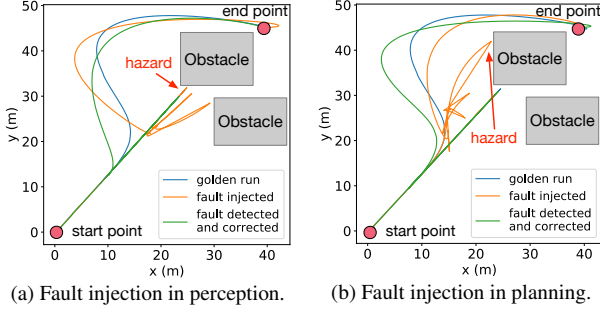 end point
Obstacle
hazard
Obstacle
start point
golden run
fault injected
fault detected
and corrected
50
40
30
20
10
0
y (m)
0 10 20 30 40
x (m)
(a) Fault injection in perception.
end point
Obstacle
hazard
Obstacle
start point
golden run
fault injected
fault detected
and corrected
50
40
30
20
10
0
y (m)
0 10 20 30 40
x (m)
(b) Fault injection in planning.